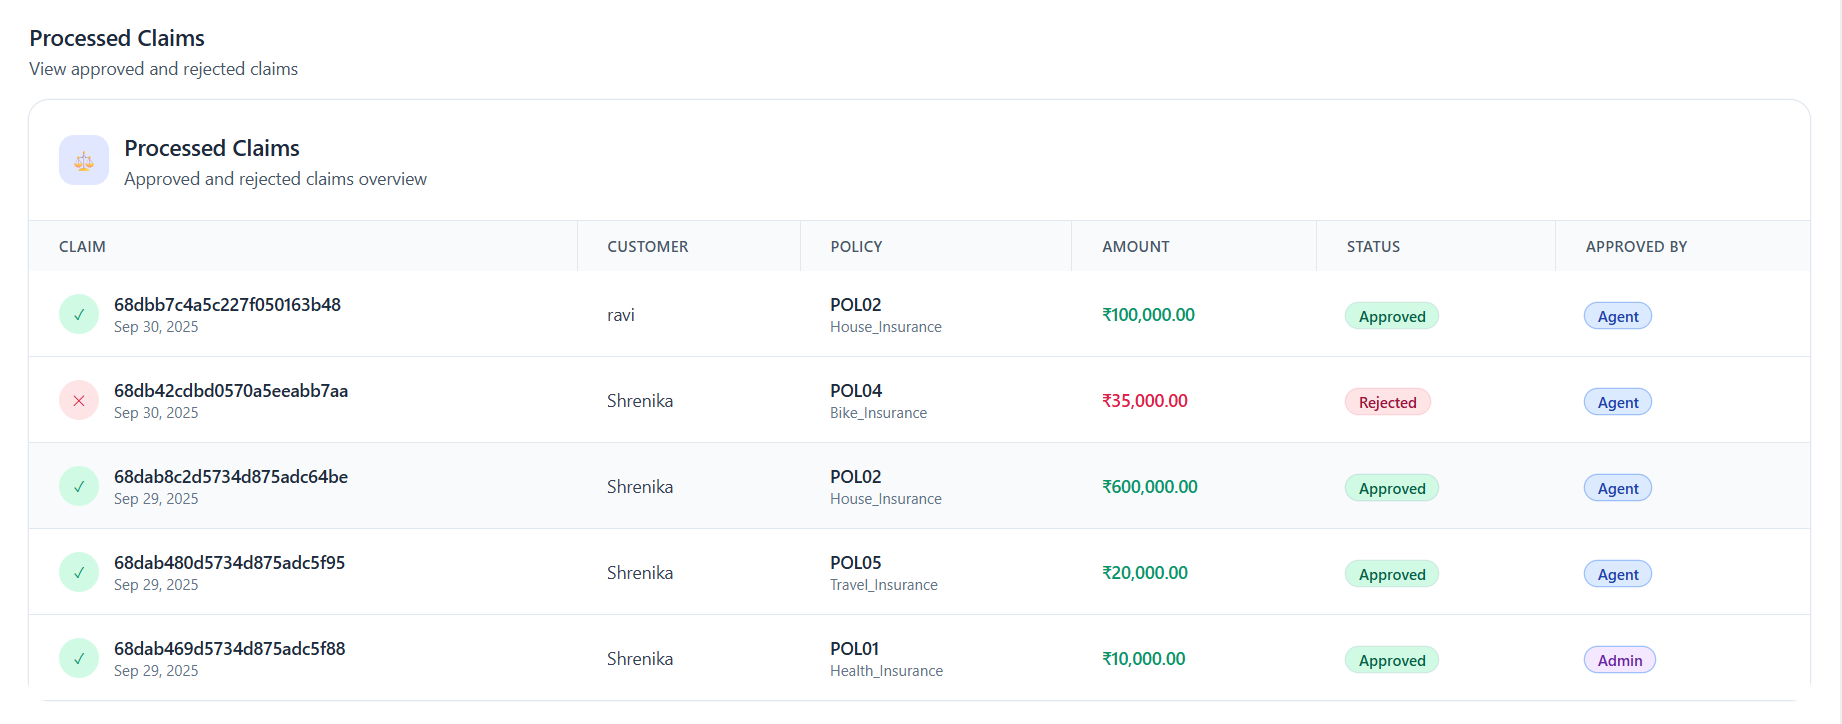 Processed Claims
View approved and rejected claims
Processed Claims
Approved and rejected claims overview
CLAIM CUSTOMER POLICY AMOUNT STATUS APPROVED BY
68dbb7c4a5c227f050163b48
Sep 30, 2025
ravi
POL02
House_Insurance
₹100,000.00
Approved
Agent
68db42cdbd0570a5eeabb7aa
Sep 30, 2025
Shrenika
POL04
Bike_Insurance
₹35,000.00
Rejected
Agent
68dab8c2d5734d875adc64be
Sep 29, 2025
Shrenika
POL02
House_Insurance
₹600,000.00
Approved
Agent
68dab480d5734d875adc5f95
Sep 29, 2025
Shrenika
POL05
Travel_Insurance
₹20,000.00
Approved
Agent
68dab469d5734d875adc5f88
Sep 29, 2025
Shrenika
POL01
Health_Insurance
₹10,000.00
Approved
Admin